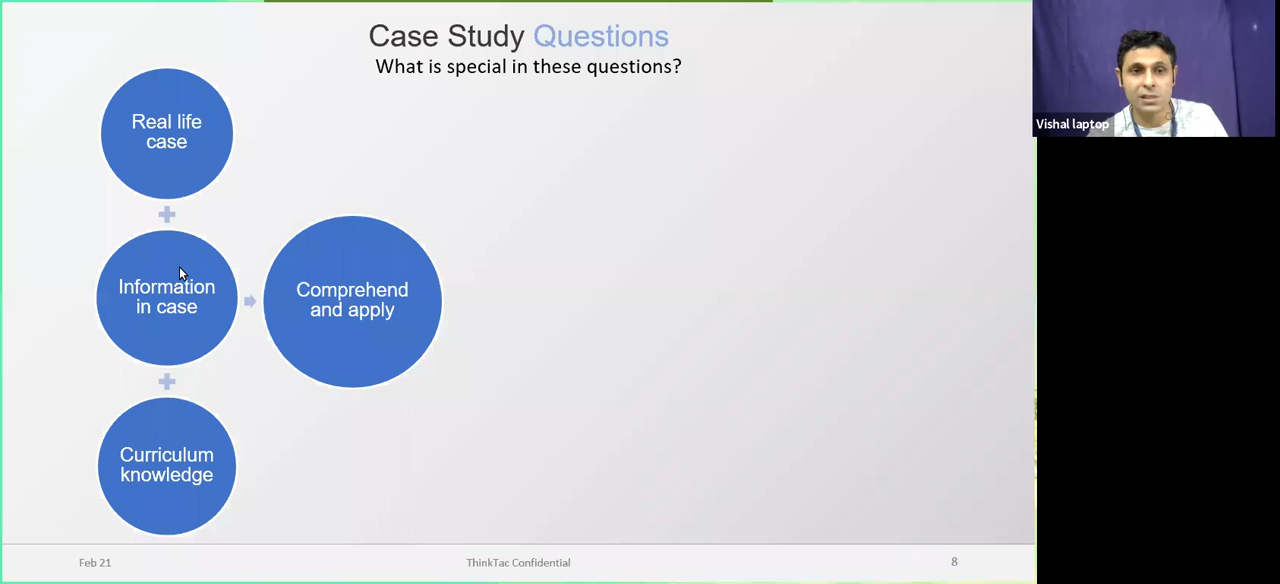 Case Study Questions
What is special in these questions?
Real life
case
Information
in case
Comprehend
and apply
Curriculum
knowledge
Feb 21
ThinkTac Confidential
8
Vishal laptop